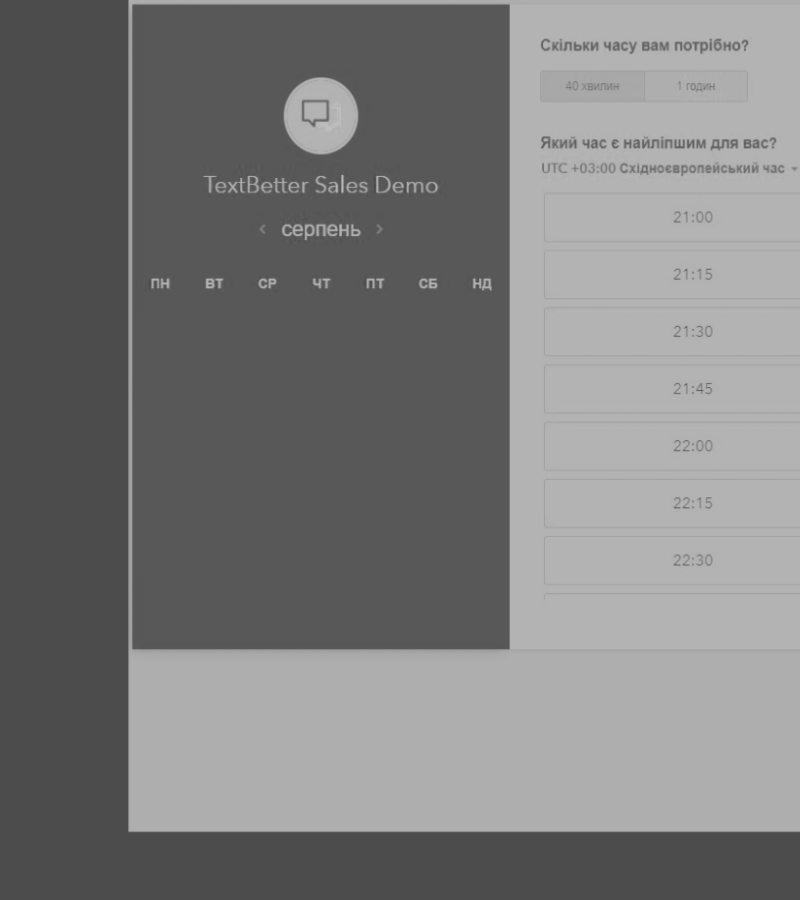 TextBetter Sales Demo
серпень
ПН ВТ СР ЧТ ПТ СБ НД
Скільки часу вам потрібно?
40 хвилин 1 годин
Який час є найліпшим для вас?
UTC +03:00 Східноєвропейський час
21:00
21:15
21:30
21:45
22:00
22:15
22:30